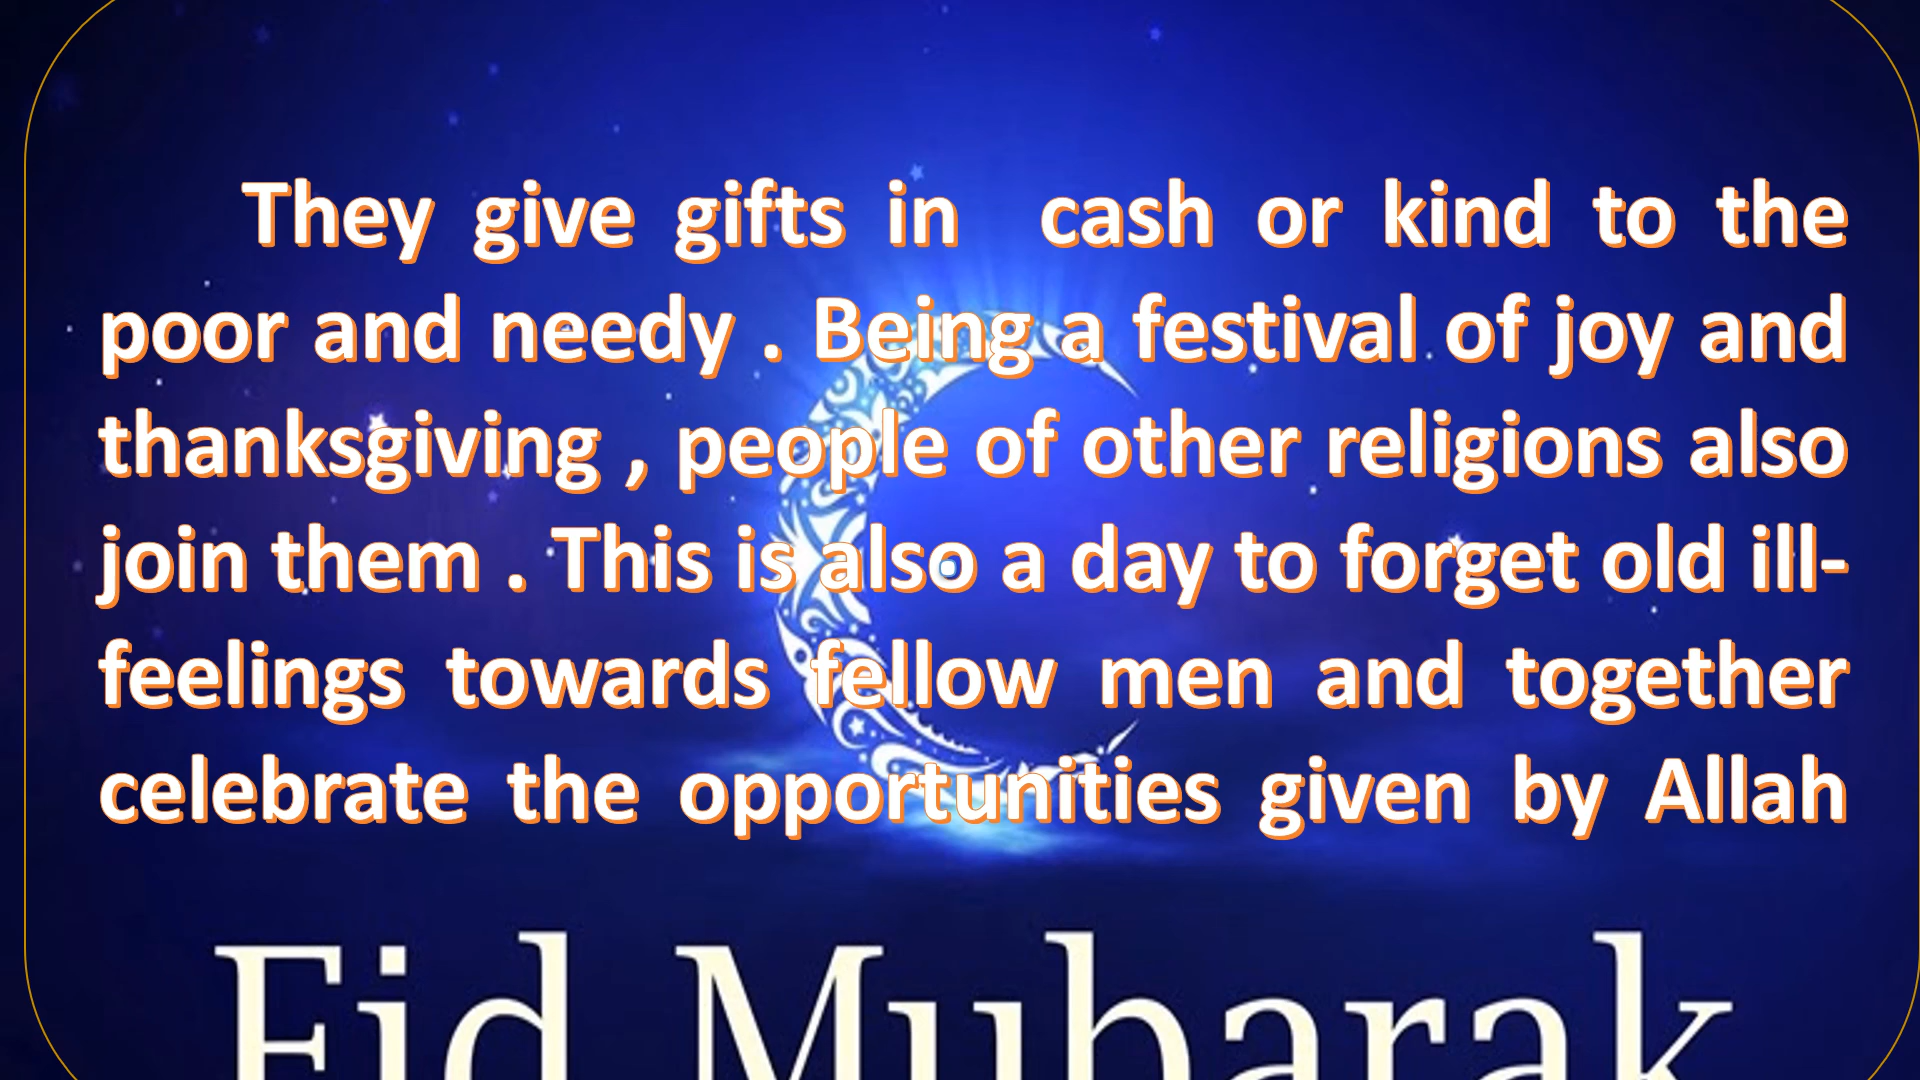 They give gifts in  cash or kind to the
poor and needy . Being a festival of joy and
thanksgiving , people of other religions also
join them . This is also a day to forget old ill-
feelings towards fellow men and together
celebrate the opportunities given by Allah
Eid Mubarak